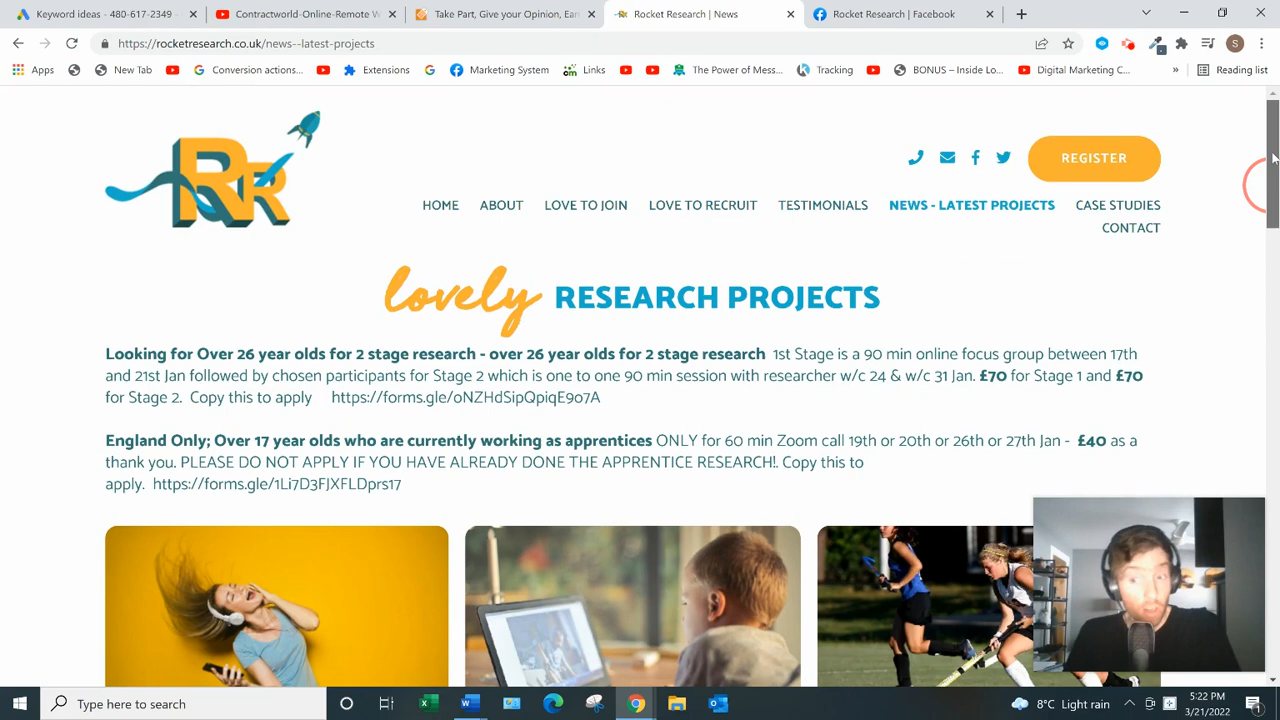 Keyword ideas - 480-617-2349 -
Contractworld-Online-Remote W
Take Part, Give your Opinion, Ear
Rocket Research | News
Rocket Research | Facebook
https://rocketresearch.co.uk/news--latest-projects
S
Apps
New Tab
Conversion actions...
Extensions
Marketing System
Links
The Power of Mess...
Tracking
BONUS – Inside Lo...
Digital Marketing C...
»
Reading list
RR
REGISTER
HOME ABOUT LOVE TO JOIN LOVE TO RECRUIT TESTIMONIALS NEWS - LATEST PROJECTS CASE STUDIES
CONTACT
lovely RESEARCH PROJECTS
Looking for Over 26 year olds for 2 stage research - over 26 year olds for 2 stage research 1st Stage is a 90 min online focus group between 17th
and 21st Jan followed by chosen participants for Stage 2 which is one to one 90 min session with researcher w/c 24 & w/c 31 Jan. £70 for Stage 1 and £70
for Stage 2. Copy this to apply https://forms.gle/oNZHdSipQpiqE9o7A
England Only; Over 17 year olds who are currently working as apprentices ONLY for 60 min Zoom call 19th or 20th or 26th or 27th Jan - £40 as a
thank you. PLEASE DO NOT APPLY IF YOU HAVE ALREADY DONE THE APPRENTICE RESEARCH!. Copy this to
apply. https://forms.gle/1Li7D3FJXFLDprs17
Type here to search
8°C Light rain
5:22 PM
3/21/2022
1